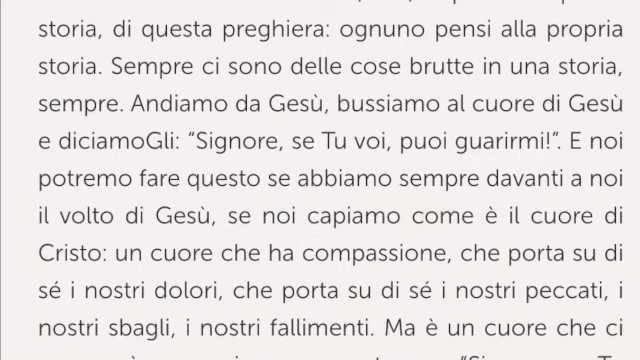 storia, di questa preghiera: ognuno pensi alla propria
storia. Sempre ci sono delle cose brutte in una storia,
sempre. Andiamo da Gesù, bussiamo al cuore di Gesù
e diciamoGli: “Signore, se Tu voi, puoi guarirmi!”. E noi
potremo fare questo se abbiamo sempre davanti a noi
il volto di Gesù, se noi capiamo come è il cuore di
Cristo: un cuore che ha compassione, che porta su di
sé i nostri dolori, che porta su di sé i nostri peccati, i
nostri sbagli, i nostri fallimenti. Ma è un cuore che ci